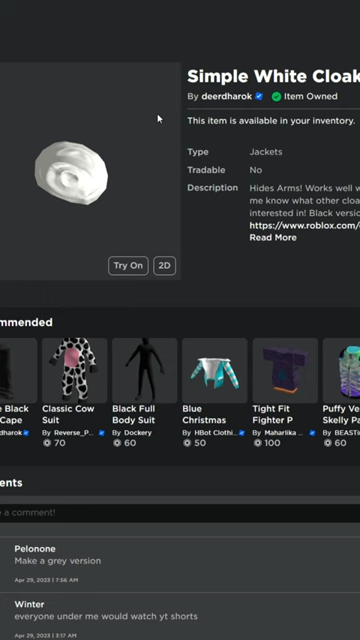 Simple White Cloak
By deerdharok Item Owned
This item is available in your inventory.
Type Jackets
Tradable No
Description Hides Arms! Works well w
me know what other cloa
interested in! Black versio
https://www.roblox.com/
Read More
Try On 2D
mmended
e Black
Cape
dharok
Classic Cow
Suit
By Reverse_P...
70
Black Full
Body Suit
By Dockery
60
Blue
Christmas
By HBot Clothi...
50
Tight Fit
Fighter P
By Maharlika
100
Puffy Ve
Skelly Pa
By BEASTi
60
ents
e a comment!
Pelonone
Make a grey version
Apr 29, 2023 | 7:56 AM
Winter
everyone under me would watch yt shorts
Apr 29, 2023 | 3:17 AM